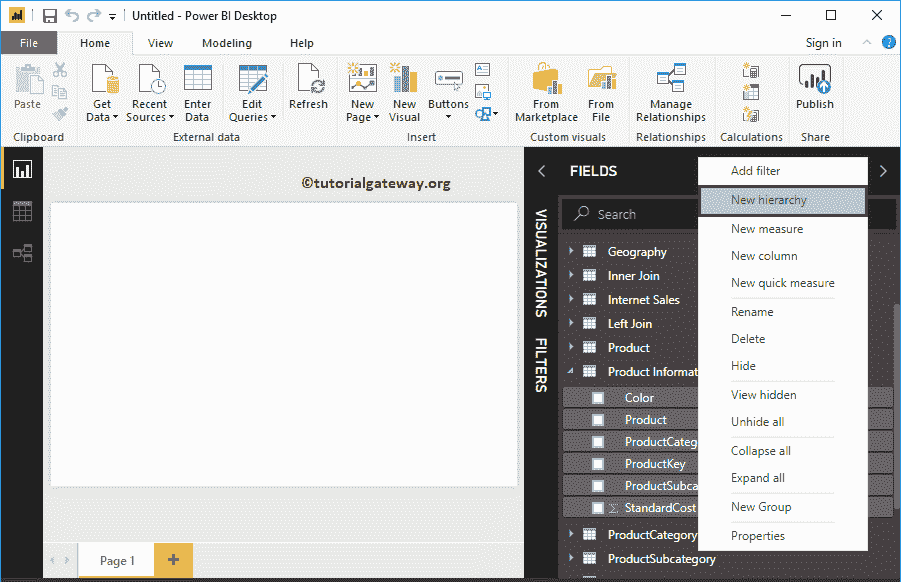 Untitled - Power BI Desktop
File Home View Modeling Help Sign in
Paste
Get Data
Recent Sources
Enter Data
Edit Queries
Refresh
New Page
New Visual
Buttons
From Marketplace
From File
Manage Relationships
Publish
Clipboard External data Insert Custom visuals Relationships Calculations Share
©tutorialgateway.org
Page 1
VISUALIZATIONS
FILTERS
FIELDS
Search
Geography
Inner Join
Internet Sales
Left Join
Product
Product Informat
Color
Product
ProductCateg
ProductKey
ProductSubca
Σ StandardCost
ProductCategory
ProductSubcategory
Add filter
New hierarchy
New measure
New column
New quick measure
Rename
Delete
Hide
View hidden
Unhide all
Collapse all
Expand all
New Group
Properties